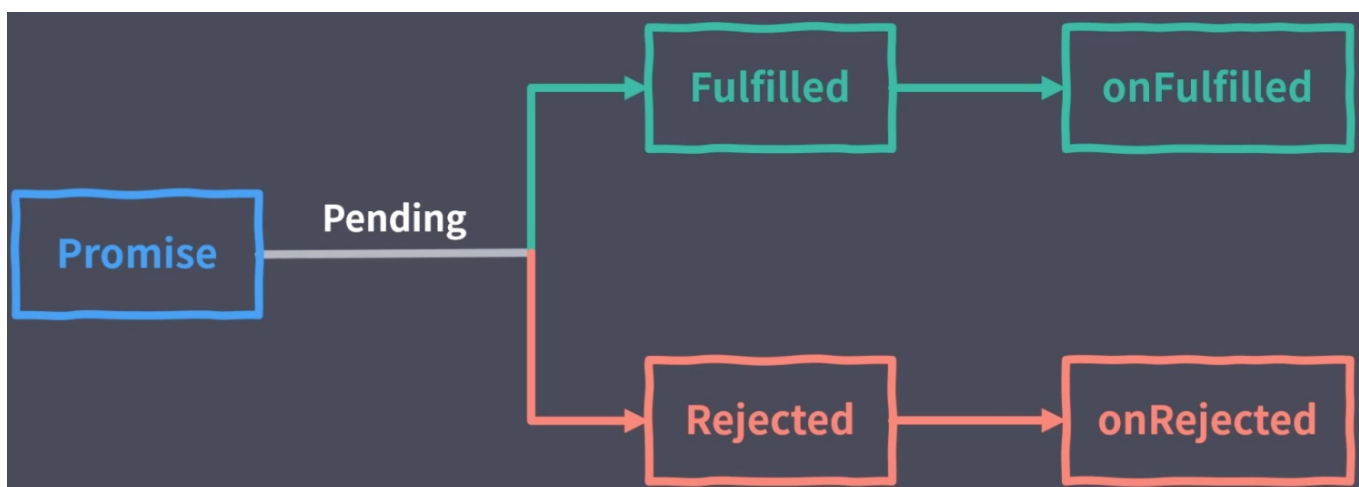 Promise
Pending
Fulfilled
onFulfilled
Rejected
onRejected